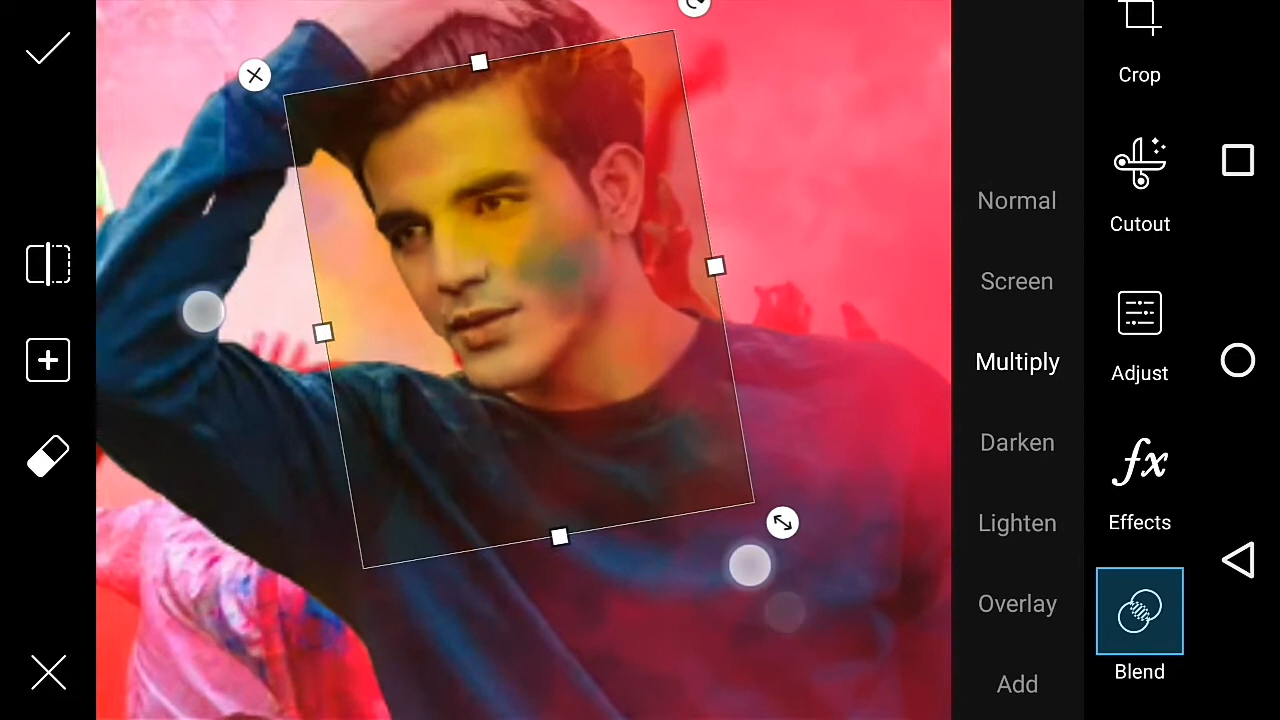 Normal
Screen
Multiply
Darken
Lighten
Overlay
Add
Crop
Cutout
Adjust
fx
Effects
Blend